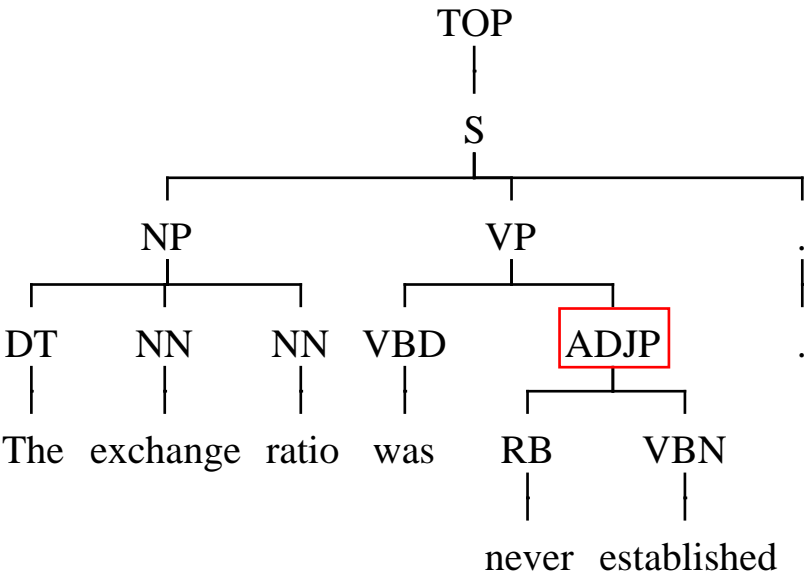 TOP
S
NP VP .
DT NN NN VBD ADJP .
The exchange ratio was RB VBN
never established